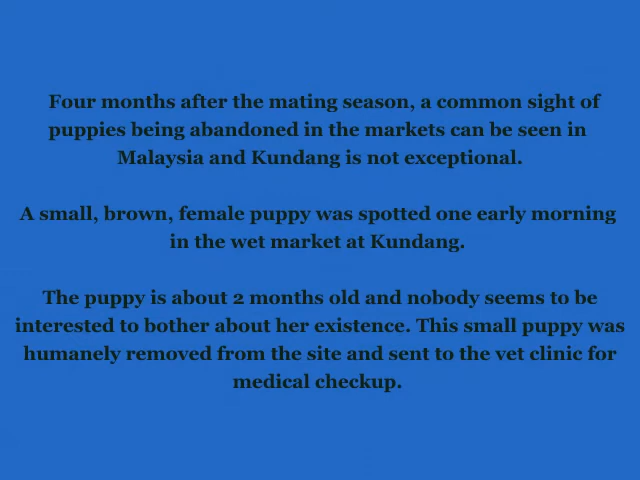 Four months after the mating season, a common sight of
puppies being abandoned in the markets can be seen in
Malaysia and Kundang is not exceptional.
A small, brown, female puppy was spotted one early morning
in the wet market at Kundang.
The puppy is about 2 months old and nobody seems to be
interested to bother about her existence. This small puppy was
humanely removed from the site and sent to the vet clinic for
medical checkup.